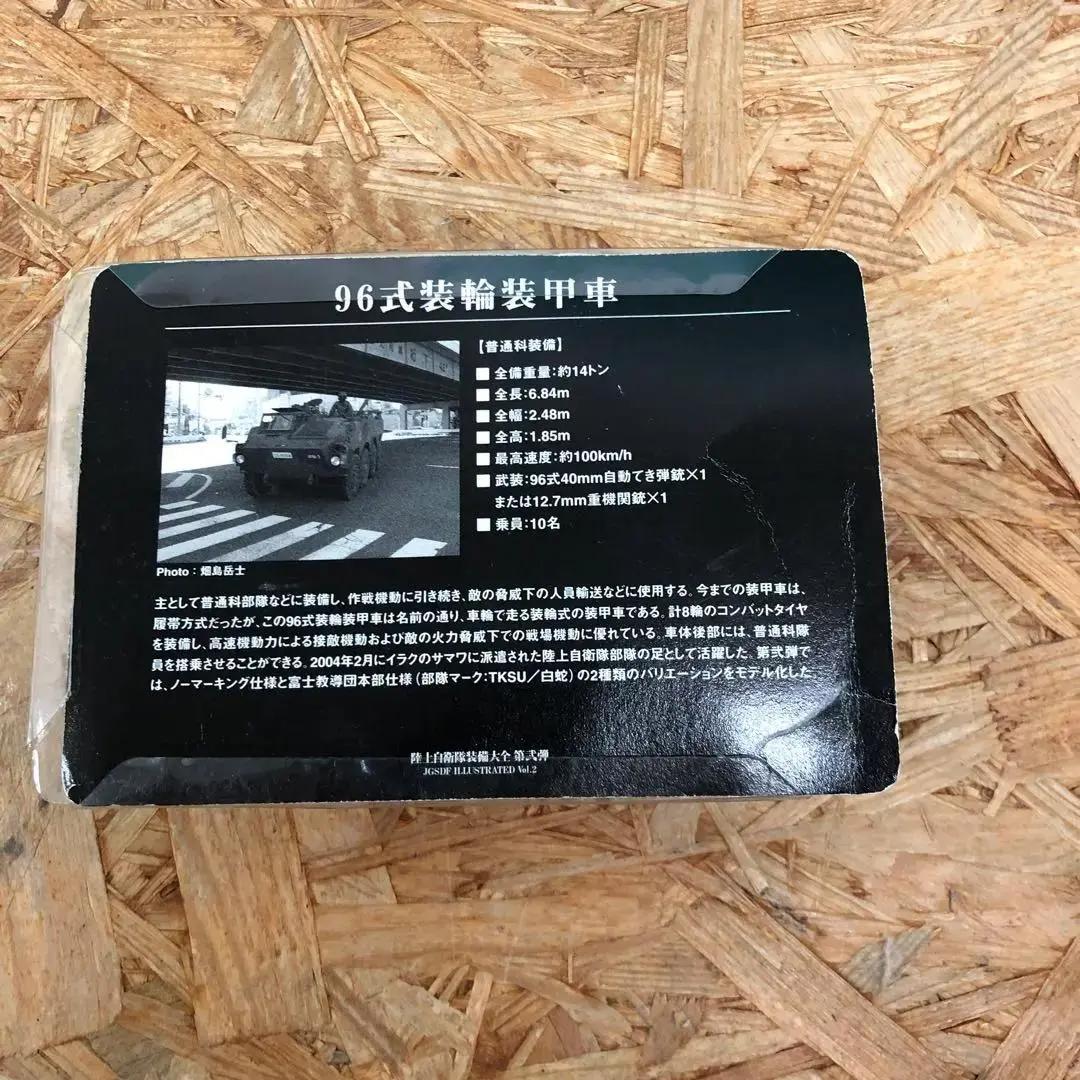 96式装輪装甲車
【普通科装備】
■ 全備重量：約14トン
■ 全長：6.84m
■ 全幅：2.48m
■ 全高：1.85m
■ 最高速度：約100km/h
■ 武装：96式40mm自動てき弾銃×1
または12.7mm重機関銃×1
■ 乗員：10名
Photo：畑島岳士
主として普通科部隊などに装備し、作戦機動に引き続き、敵の脅威下の人員輸送などに使用する。今までの装甲車は、
履帯方式だったが、この96式装輪装甲車は名前の通り、車輪で走る装輪式の装甲車である。計8輪のコンバットタイヤ
を装備し、高速機動力による接敵機動および敵の火力脅威下での戦場機動に優れている。車体後部には、普通科隊
員を搭乗させることができる。2004年2月にイラクのサマワに派遣された陸上自衛隊部隊の足として活躍した。第弐弾で
は、ノーマーキング仕様と富士教導団本部仕様（部隊マーク：TKSU／白蛇）の2種類のバリエーションをモデル化した。
陸上自衛隊装備大全 第弐弾
JGSDF ILLUSTRATED Vol.2